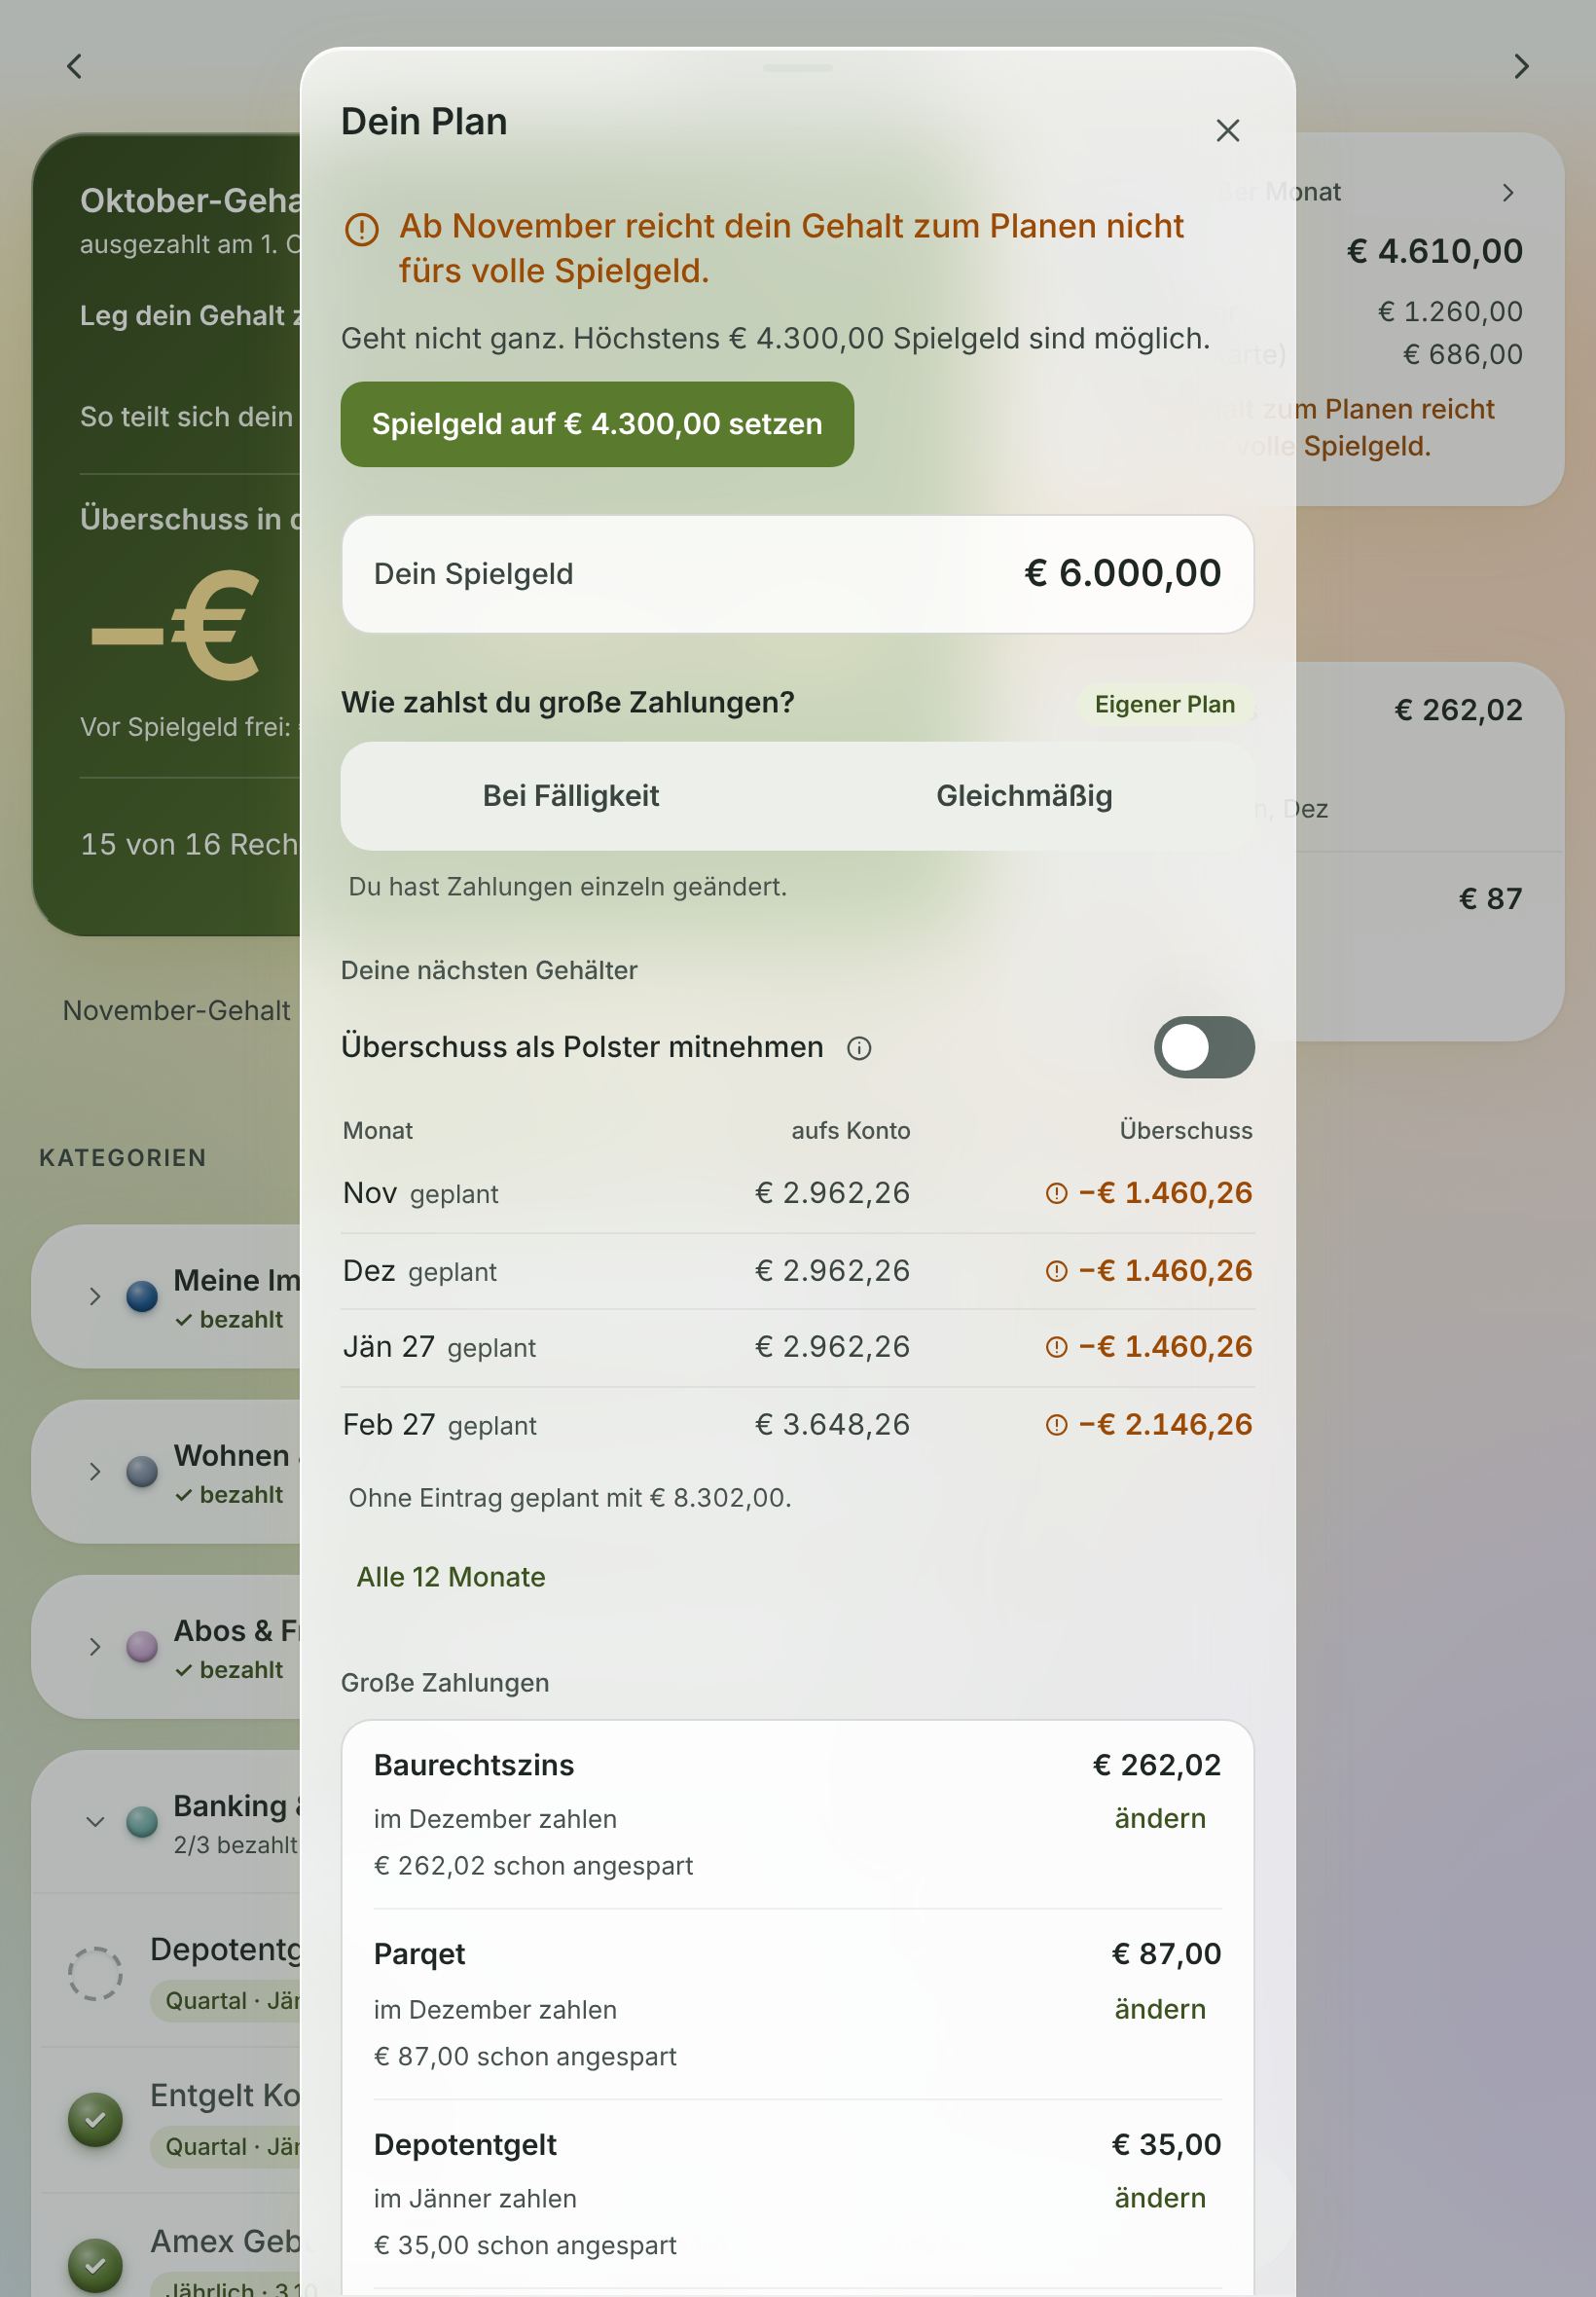 Dein Plan
Ab November reicht dein Gehalt zum Planen nicht
fürs volle Spielgeld.
Geht nicht ganz. Höchstens € 4.300,00 Spielgeld sind möglich.
Spielgeld auf € 4.300,00 setzen
Dein Spielgeld € 6.000,00
Wie zahlst du große Zahlungen? Eigener Plan
Bei Fälligkeit Gleichmäßig
Du hast Zahlungen einzeln geändert.
Deine nächsten Gehälter
Überschuss als Polster mitnehmen
Monat aufs Konto Überschuss
Nov geplant € 2.962,26 −€ 1.460,26
Dez geplant € 2.962,26 −€ 1.460,26
Jän 27 geplant € 2.962,26 −€ 1.460,26
Feb 27 geplant € 3.648,26 −€ 2.146,26
Ohne Eintrag geplant mit € 8.302,00.
Alle 12 Monate
Große Zahlungen
Baurechtszins € 262,02
im Dezember zahlen ändern
€ 262,02 schon angespart
Parqet € 87,00
im Dezember zahlen ändern
€ 87,00 schon angespart
Depotentgelt € 35,00
im Jänner zahlen ändern
€ 35,00 schon angespart
Oktober-Geha
ausgezahlt am 1.
Leg dein Gehalt
So teilt sich dein
Überschuss in
−€
Vor Spielgeld frei:
15 von 16 Rech
November-Gehalt
KATEGORIEN
Meine Im
bezahlt
Wohnen
bezahlt
Abos & F
bezahlt
Banking
2/3 bezahlt
Depotentg
Quartal · Jän
Entgelt Ko
Quartal · Jän
Amex Geb
Jährlich ·
Monat
€ 4.610,00
€ 1.260,00
€ 686,00
zum Planen reicht
volle Spielgeld.
€ 262,02
Dez
€ 87